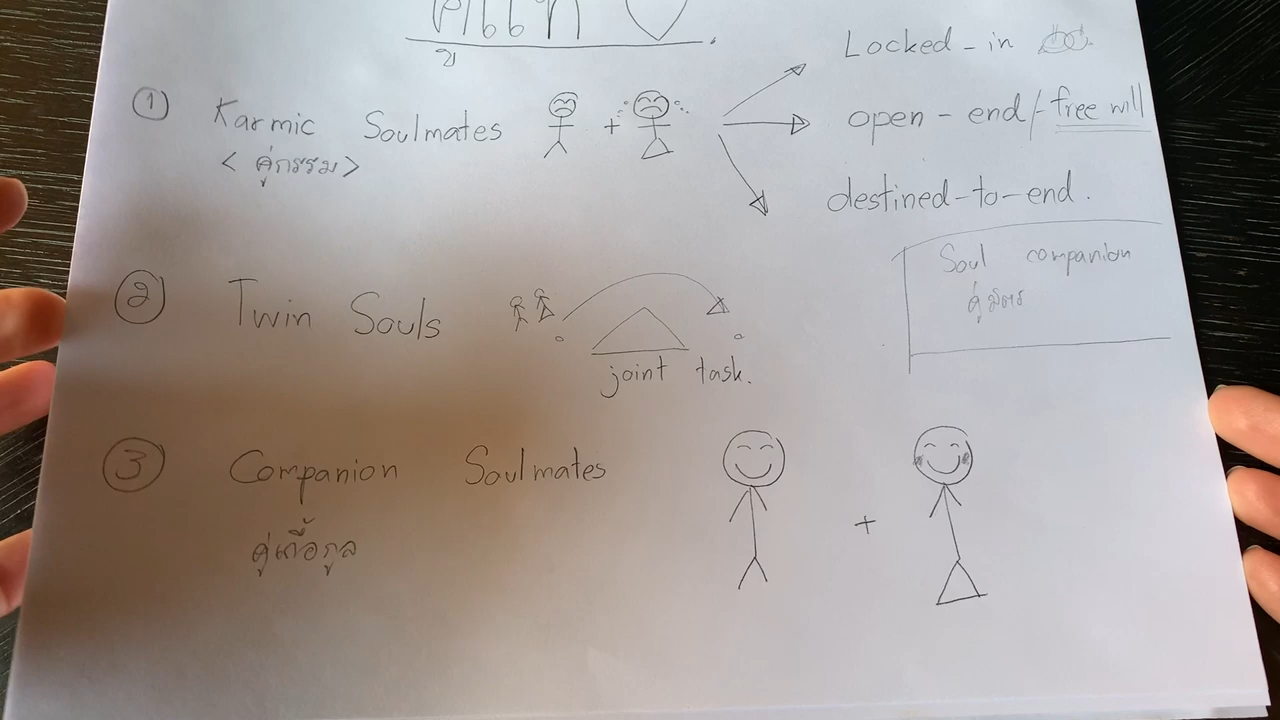 ① Karmic Soulmates + Locked-in
<คู่กรรม> open-end/free will
destined-to-end.
② Twin Souls
joint task.
Soul companion
คู่มิตร
③ Companion Soulmates +
คู่เกื้อกูล